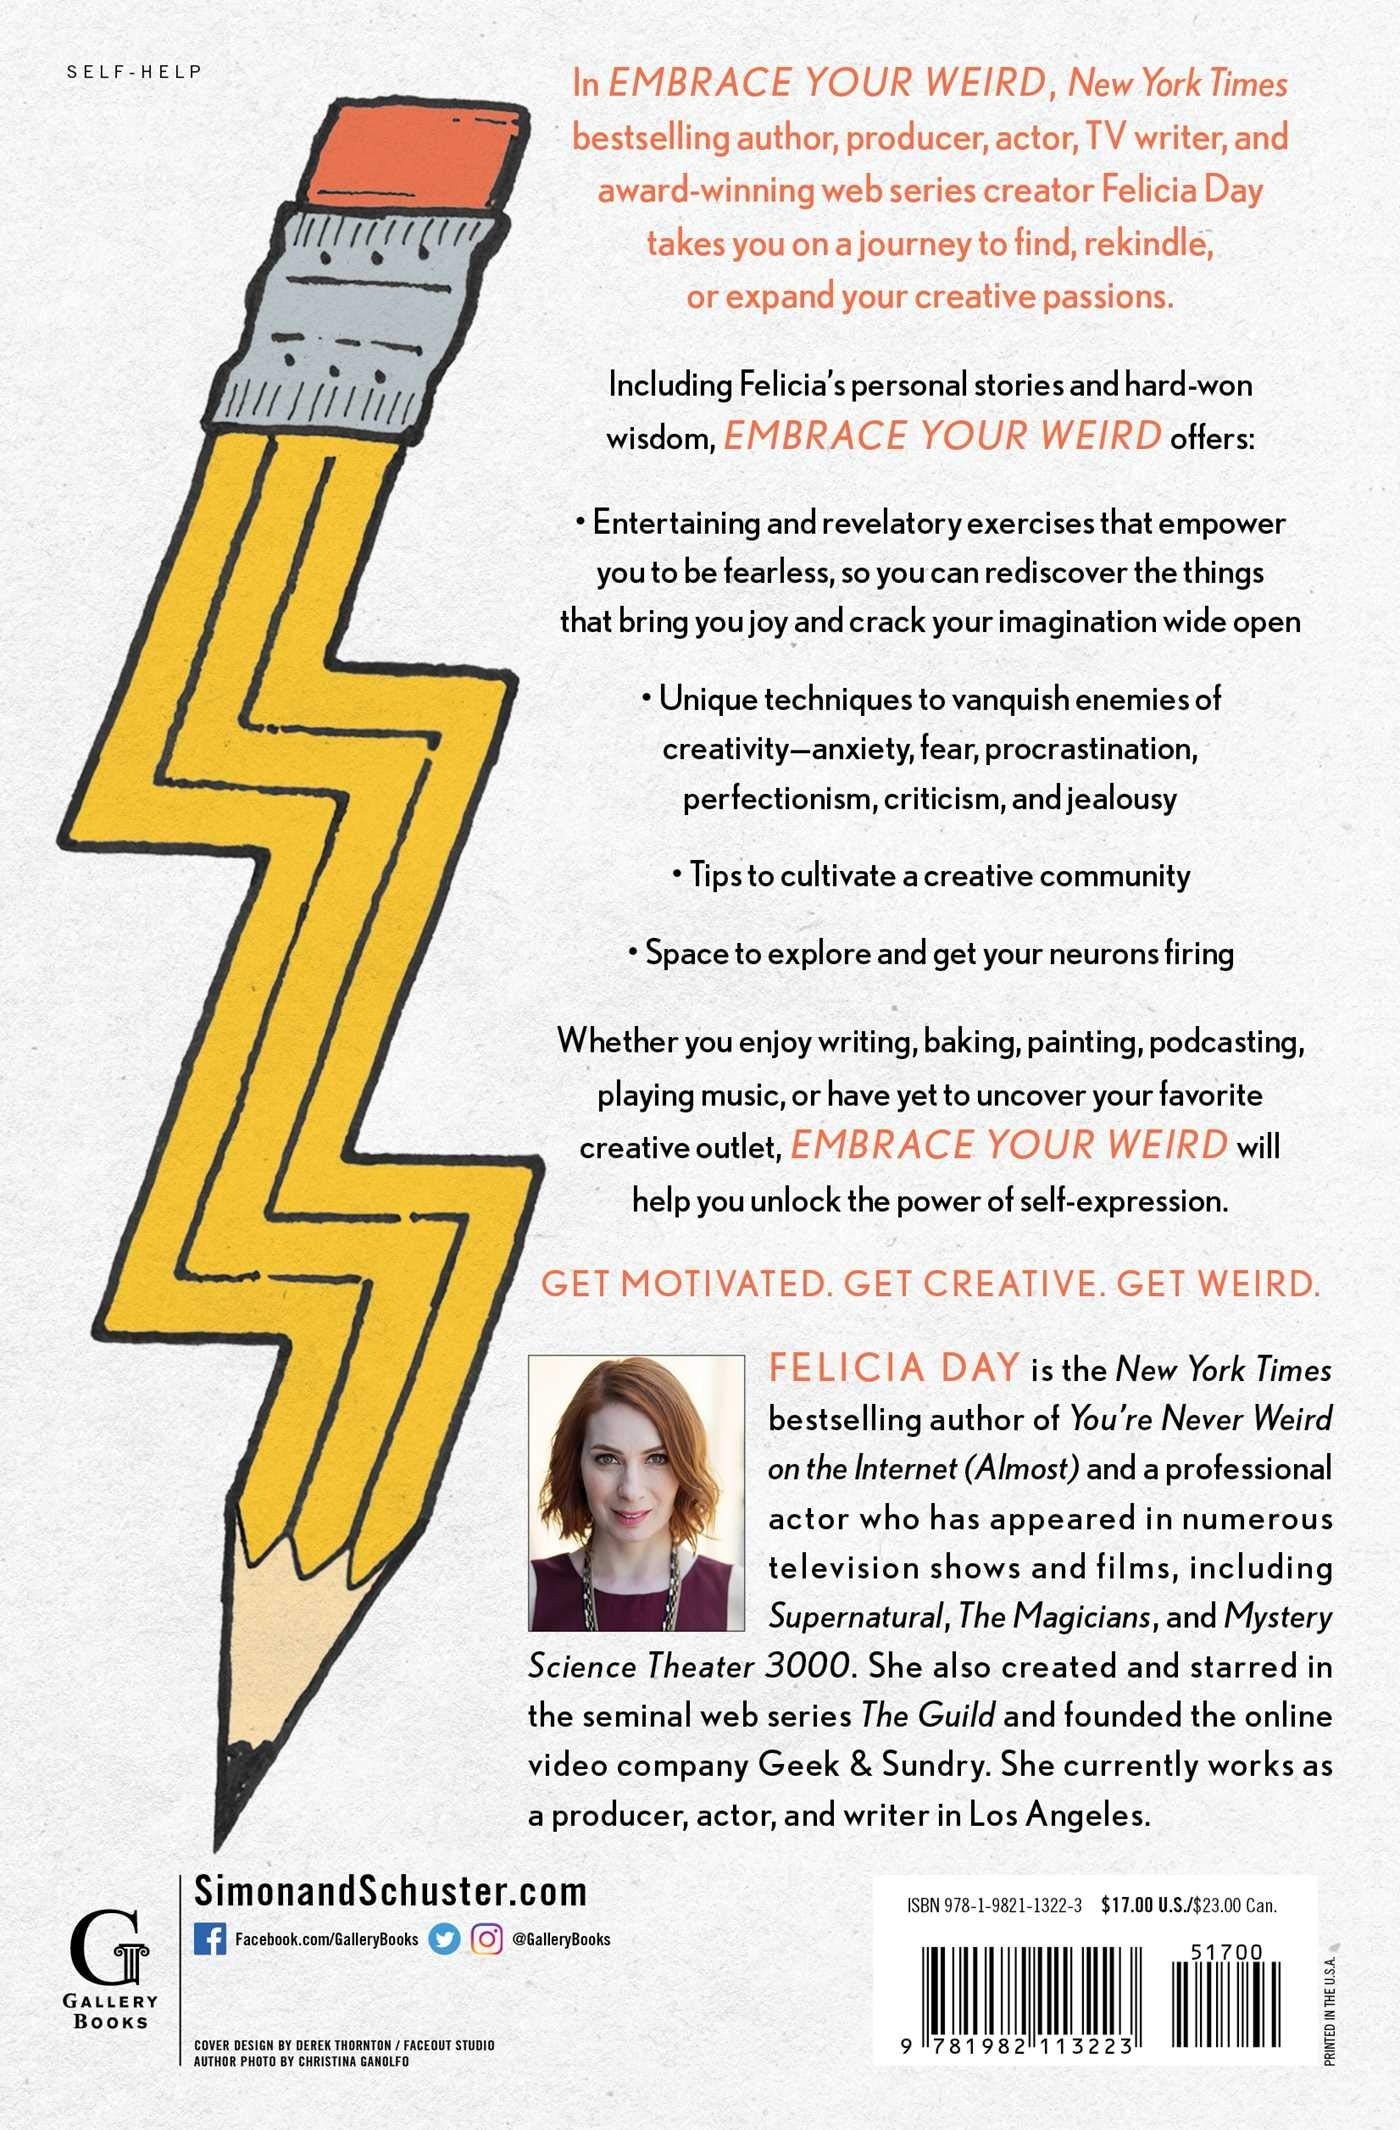 SELF-HELP
In EMBRACE YOUR WEIRD, New York Times
bestselling author, producer, actor, TV writer, and
award-winning web series creator Felicia Day
takes you on a journey to find, rekindle,
or expand your creative passions.
Including Felicia's personal stories and hard-won
wisdom, EMBRACE YOUR WEIRD offers:
• Entertaining and revelatory exercises that empower
you to be fearless, so you can rediscover the things
that bring you joy and crack your imagination wide open
• Unique techniques to vanquish enemies of
creativity—anxiety, fear, procrastination,
perfectionism, criticism, and jealousy
• Tips to cultivate a creative community
• Space to explore and get your neurons firing
Whether you enjoy writing, baking, painting, podcasting,
playing music, or have yet to uncover your favorite
creative outlet, EMBRACE YOUR WEIRD will
help you unlock the power of self-expression.
GET MOTIVATED. GET CREATIVE. GET WEIRD.
FELICIA DAY is the New York Times
bestselling author of You're Never Weird
on the Internet (Almost) and a professional
actor who has appeared in numerous
television shows and films, including
Supernatural, The Magicians, and Mystery
Science Theater 3000. She also created and starred in
the seminal web series The Guild and founded the online
video company Geek & Sundry. She currently works as
a producer, actor, and writer in Los Angeles.
G
GALLERY
BOOKS
SimonandSchuster.com
Facebook.com/GalleryBooks @GalleryBooks
COVER DESIGN BY DEREK THORNTON / FACEOUT STUDIO
AUTHOR PHOTO BY CHRISTINA GANOLFO
ISBN 978-1-9821-1322-3 $17.00 U.S./$23.00 Can.
51700
9 781982 113223
PRINTED IN THE U.S.A.